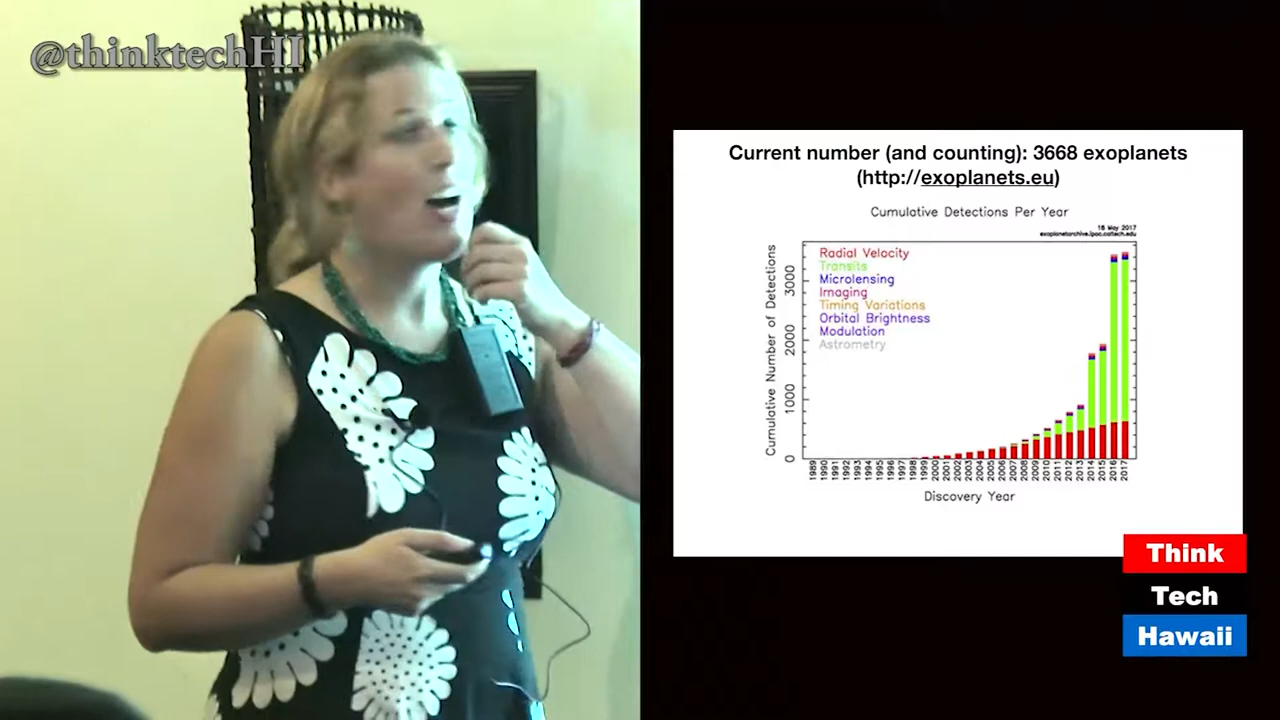 @thinktechHI
Current number (and counting): 3668 exoplanets
(http://exoplanets.eu)
Cumulative Detections Per Year
18 May 2017
exoplanetarchive.ipac.caltech.edu
Radial Velocity
Transits
Microlensing
Imaging
Timing Variations
Orbital Brightness
Modulation
Astrometry
Cumulative Number of Detections
3000
2000
1000
0
1989 1990 1991 1992 1993 1994 1995 1996 1997 1998 1999 2000 2001 2002 2003 2004 2005 2006 2007 2008 2009 2010 2011 2012 2013 2014 2015 2016 2017
Discovery Year
Think
Tech
Hawaii